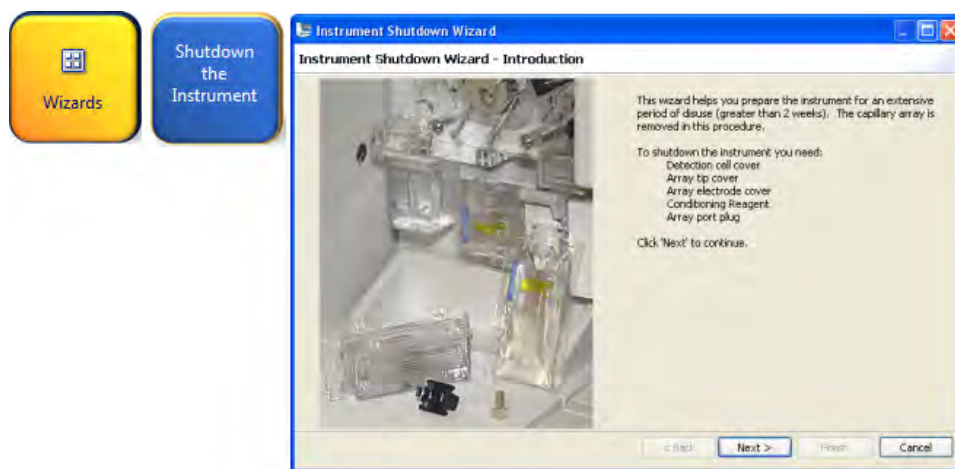 Wizards
Shutdown
the
Instrument
Instrument Shutdown Wizard
Instrument Shutdown Wizard - Introduction
This wizard helps you prepare the instrument for an extensive
period of disuse (greater than 2 weeks). The capillary array is
removed in this procedure.
To shutdown the instrument you need:
Detection cell cover
Array tip cover
Array electrode cover
Conditioning Reagent
Array port plug
Click 'Next' to continue.
< Back
Next >
Finish
Cancel